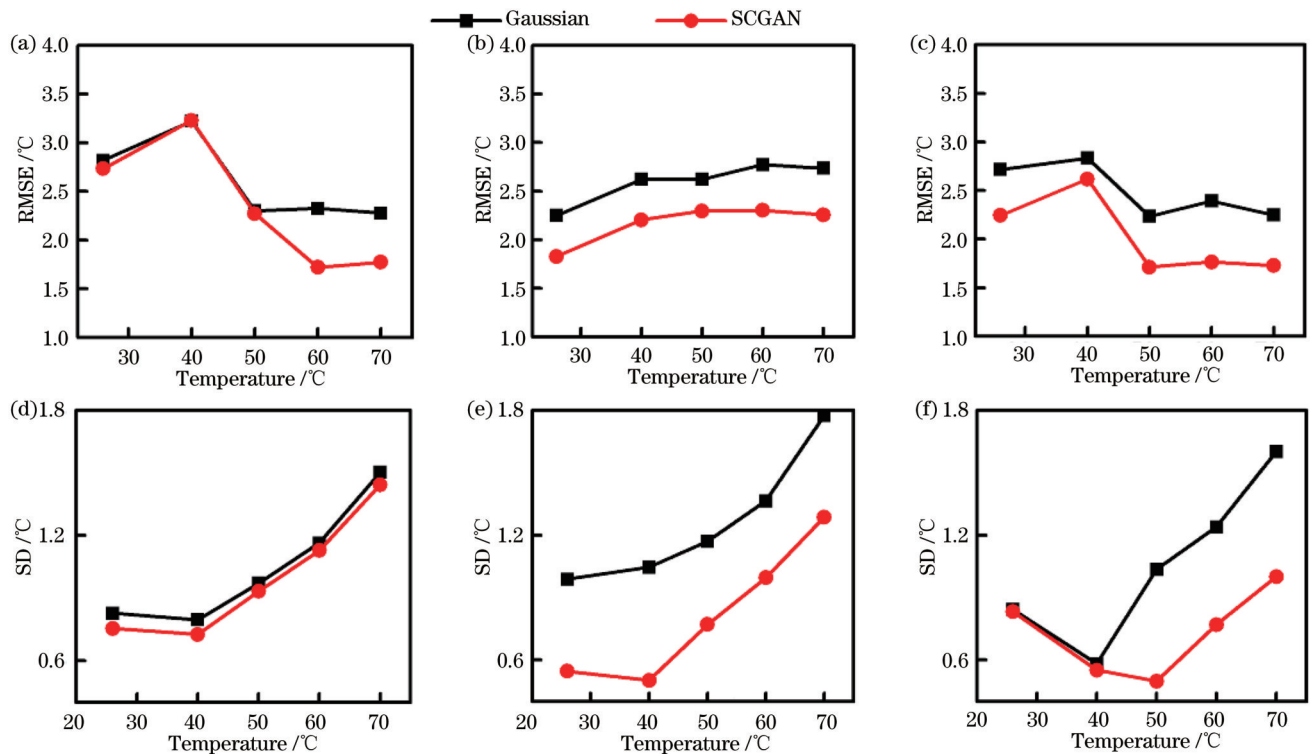 Gaussian SCGAN
(a) (b) (c)
4.0 4.0 4.0
3.5 3.5 3.5
3.0 3.0 3.0
2.5 2.5 2.5
2.0 2.0 2.0
1.5 1.5 1.5
1.0 1.0 1.0
RMSE /℃ RMSE /℃ RMSE /℃
30 40 50 60 70 30 40 50 60 70 30 40 50 60 70
Temperature /℃ Temperature /℃ Temperature /℃
(d) (e) (f)
1.8 1.8 1.8
1.2 1.2 1.2
0.6 0.6 0.6
SD /℃ SD /℃ SD /℃
20 30 40 50 60 70 20 30 40 50 60 70 20 30 40 50 60 70
Temperature /℃ Temperature /℃ Temperature /℃